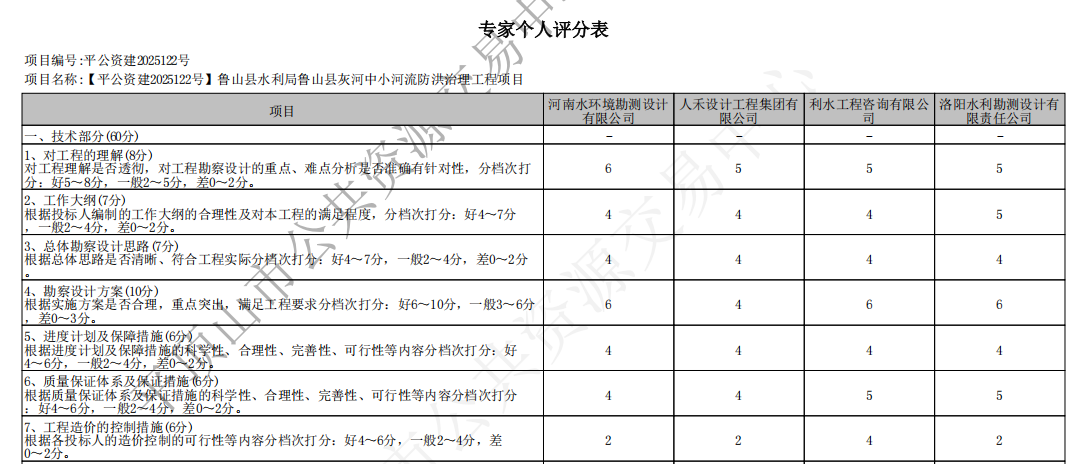 专家个人评分表
项目编号:平公资建2025122号
项目名称:【平公资建2025122号】鲁山县水利局鲁山县灰河中小河流防洪治理工程项目
项目 河南水环境勘测设计有限公司 人禾设计工程集团有限公司 利水工程咨询有限公司 洛阳水利勘测设计有限责任公司
一、技术部分(60分) - - - -
1、对工程的理解(8分)
对工程理解是否透彻，对工程勘察设计的重点、难点分析是否准确有针对性，分档次打
分：好5～8分，一般2～5分，差0～2分。
6 5 5 5
2、工作大纲(7分)
根据投标人编制的工作大纲的合理性及对本工程的满足程度，分档次打分：好4～7分
，一般2～4分，差0～2分。
4 4 4 5
3、总体勘察设计思路(7分)
根据总体思路是否清晰、符合工程实际分档次打分：好4～7分，一般2～4分，差0～2分
。
4 4 4 4
4、勘察设计方案(10分)
根据实施方案是否合理，重点突出，满足工程要求分档次打分：好6～10分，一般3～6分
，差0～3分。
6 4 6 6
5、进度计划及保障措施(6分)
根据进度计划及保障措施的科学性、合理性、完善性、可行性等内容分档次打分：好
4～6分，一般2～4分，差0～2分。
4 4 4 4
6、质量保证体系及保证措施(6分)
根据质量保证体系及保证措施的科学性、合理性、完善性、可行性等内容分档次打分
：好4～6分，一般2～4分，差0～2分。
4 4 5 5
7、工程造价的控制措施(6分)
根据各投标人的造价控制的可行性等内容分档次打分：好4～6分，一般2～4分，差
0～2分。
2 2 4 2
平顶山市公共资源交易中心
市公共资源交易中心